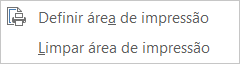 Definir área de impressão
Limpar área de impressão